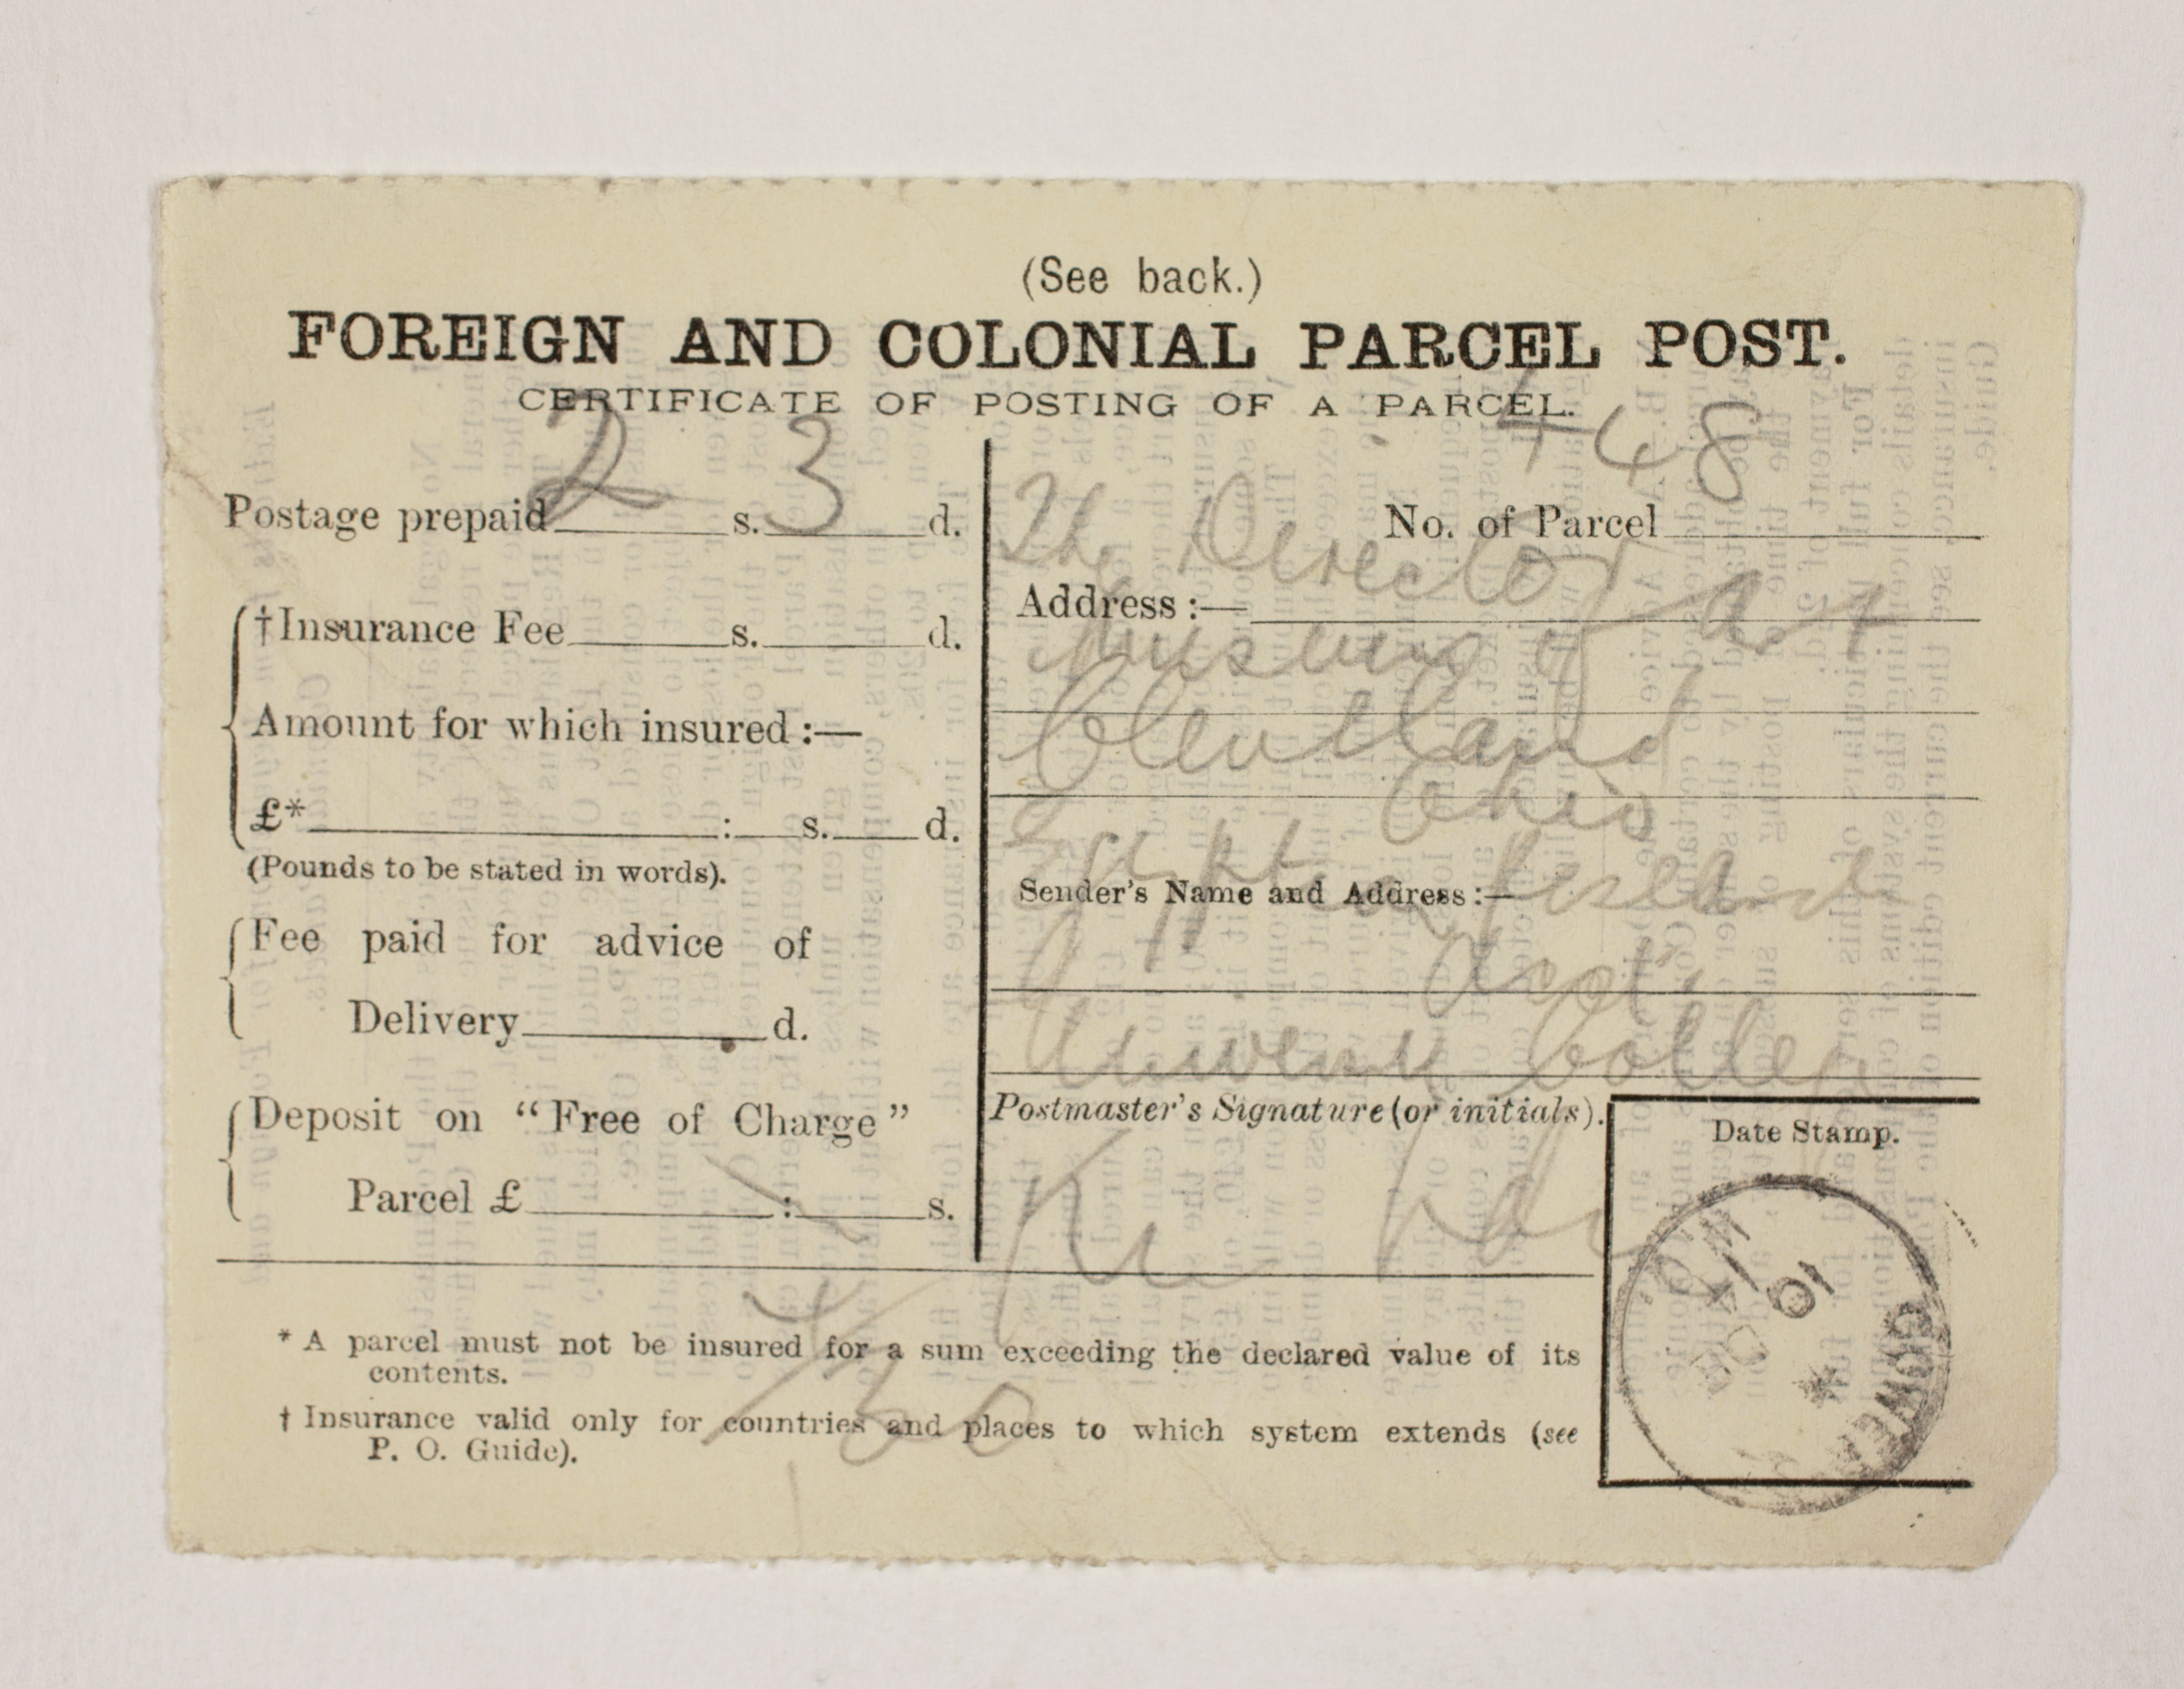 (See back.)
FOREIGN AND COLONIAL PARCEL POST.
CERTIFICATE OF POSTING OF A PARCEL.
Postage prepaid 2 s. 3 d.
†Insurance Fee s. d.
Amount for which insured :—
£* : s. d.
(Pounds to be stated in words).
Fee paid for advice of
Delivery d.
Deposit on “Free of Charge”
Parcel £ : s.
448
No. of Parcel
The Director
Address :—
Museum of Art
Cleveland
Ohio
Sender's Name and Address :—
Egyptian Research
Acct.
College
Postmaster's Signature (or initials).
Date Stamp.
GOWER
* A parcel must not be insured for a sum exceeding the declared value of its
contents.
† Insurance valid only for countries and places to which system extends (see
P. O. Guide).